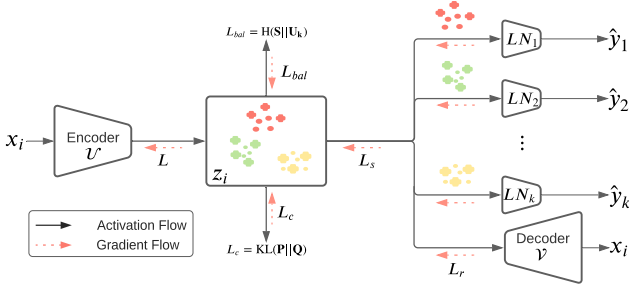 L_bal = H(S||U_k)
L_bal
x_i
Encoder
𝒰
L
z_i
L_s
L_c
L_c = KL(P||Q)
LN_1
ŷ_1
LN_2
ŷ_2
⋮
LN_k
ŷ_k
Decoder
𝒱
x_i
L_r
Activation Flow
Gradient Flow